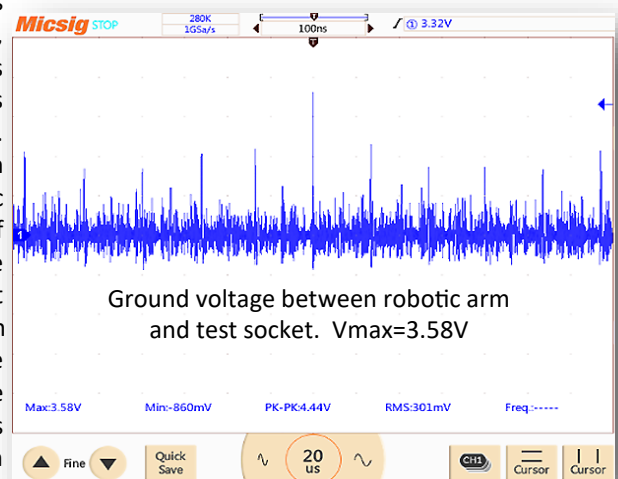 Micsig STOP
280K
1GSa/s
100ns
T
① 3.32V
T
1
Ground voltage between robotic arm
and test socket. Vmax=3.58V
Max:3.58V Min:-860mV PK-PK:4.44V RMS:301mV Freq.:-----
Fine
Quick
Save
20
us
CH1
Cursor
Cursor